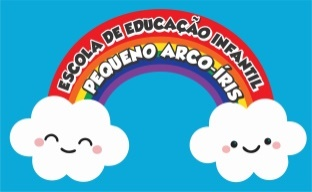 ESCOLA DE EDUCAÇÃO INFANTIL
PEQUENO ARCO-ÍRIS